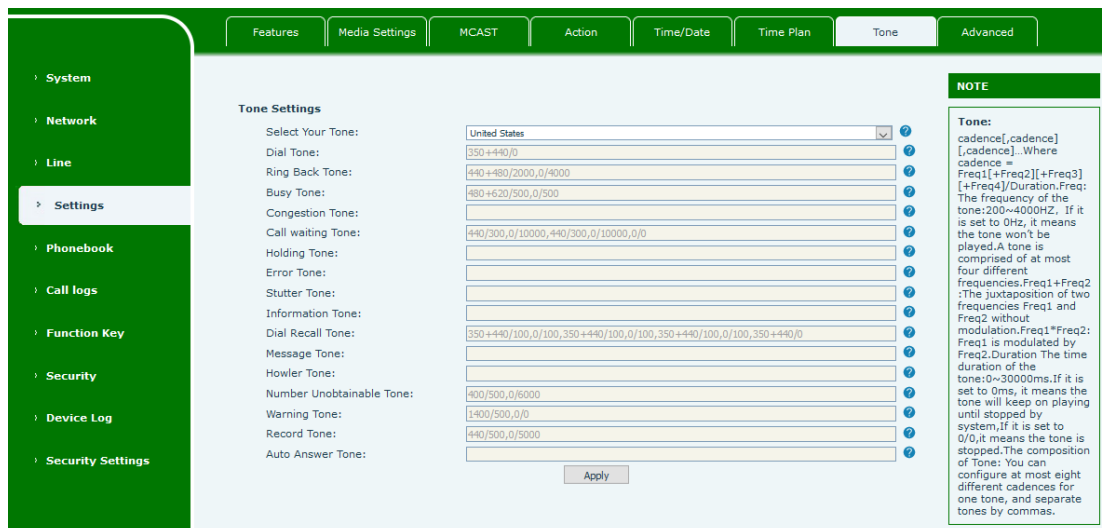 Features
Media Settings
MCAST
Action
Time/Date
Time Plan
Tone
Advanced
System
Network
Line
Settings
Phonebook
Call logs
Function Key
Security
Device Log
Security Settings
Tone Settings
Select Your Tone: United States
Dial Tone: 350+440/0
Ring Back Tone: 440+480/2000,0/4000
Busy Tone: 480+620/500,0/500
Congestion Tone:
Call waiting Tone: 440/300,0/10000,440/300,0/10000,0/0
Holding Tone:
Error Tone:
Stutter Tone:
Information Tone:
Dial Recall Tone: 350+440/100,0/100,350+440/100,0/100,350+440/100,0/100,350+440/0
Message Tone:
Howler Tone:
Number Unobtainable Tone: 400/500,0/6000
Warning Tone: 1400/500,0/0
Record Tone: 440/500,0/5000
Auto Answer Tone:
Apply
NOTE
Tone:
cadence[,cadence]
[,cadence]...Where
cadence =
Freq1[+Freq2][+Freq3]
[+Freq4]/Duration.Freq:
The frequency of the
tone:200~4000HZ, If it
is set to 0Hz, it means
the tone won't be
played.A tone is
comprised of at most
four different
frequencies.Freq1+Freq2
:The juxtaposition of two
frequencies Freq1 and
Freq2 without
modulation.Freq1*Freq2:
Freq1 is modulated by
Freq2.Duration The time
duration of the
tone:0~30000ms.If it is
set to 0ms, it means the
tone will keep on playing
until stopped by
system,If it is set to
0/0,it means the tone is
stopped.The composition
of Tone: You can
configure at most eight
different cadences for
one tone, and separate
tones by commas.